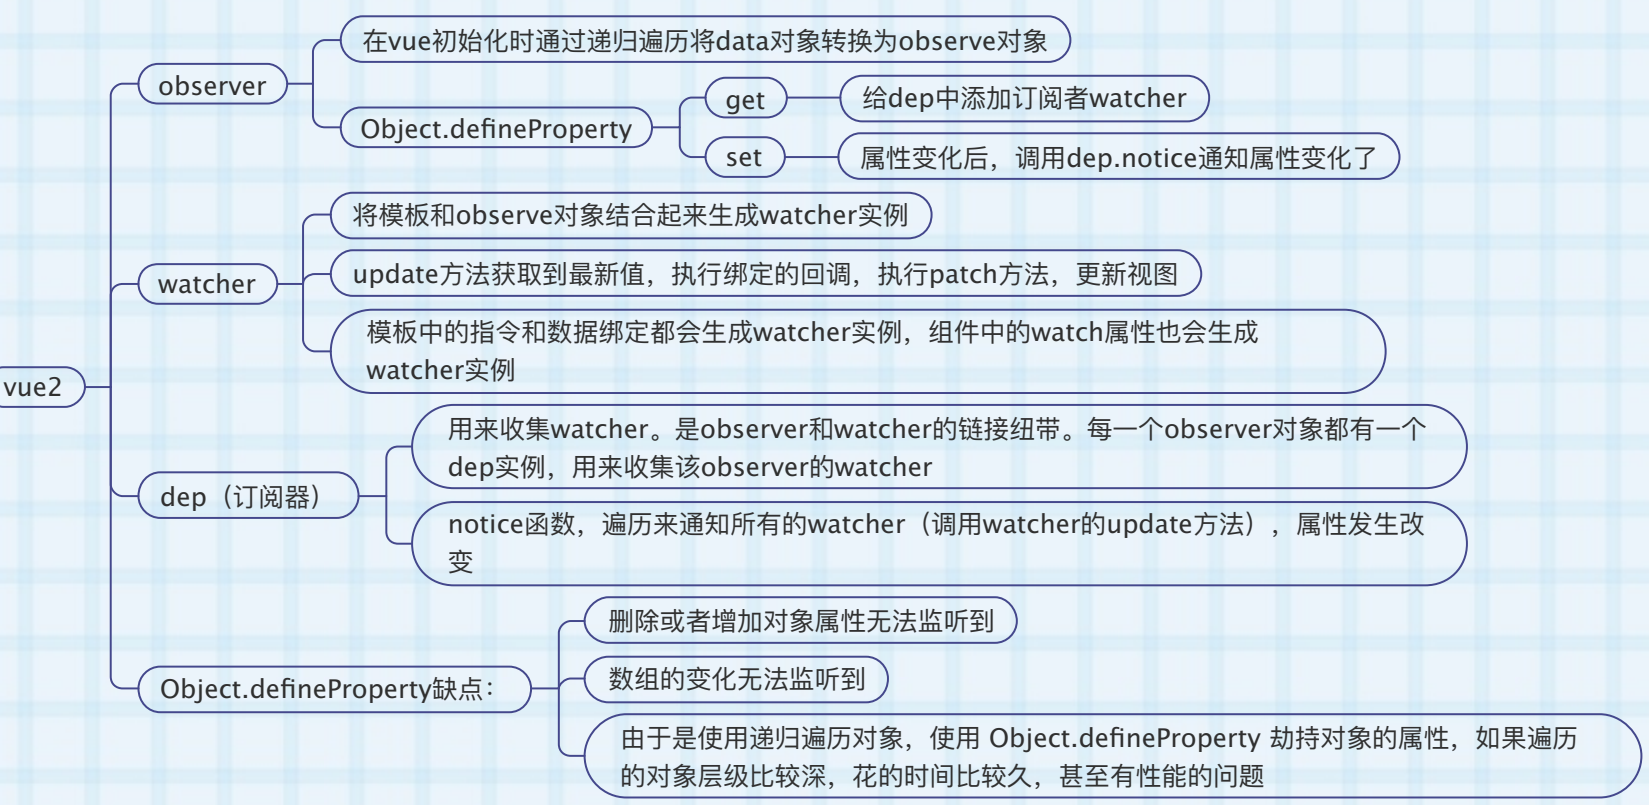 在vue初始化时通过递归遍历将data对象转换为observe对象
observer
get
给dep中添加订阅者watcher
Object.defineProperty
set
属性变化后，调用dep.notice通知属性变化了
将模板和observe对象结合起来生成watcher实例
watcher
update方法获取到最新值，执行绑定的回调，执行patch方法，更新视图
模板中的指令和数据绑定都会生成watcher实例，组件中的watch属性也会生成
watcher实例
vue2
用来收集watcher。是observer和watcher的链接纽带。每一个observer对象都有一个
dep实例，用来收集该observer的watcher
dep（订阅器）
notice函数，遍历来通知所有的watcher（调用watcher的update方法），属性发生改
变
删除或者增加对象属性无法监听到
Object.defineProperty缺点：
数组的变化无法监听到
由于是使用递归遍历对象，使用 Object.defineProperty 劫持对象的属性，如果遍历
的对象层级比较深，花的时间比较久，甚至有性能的问题